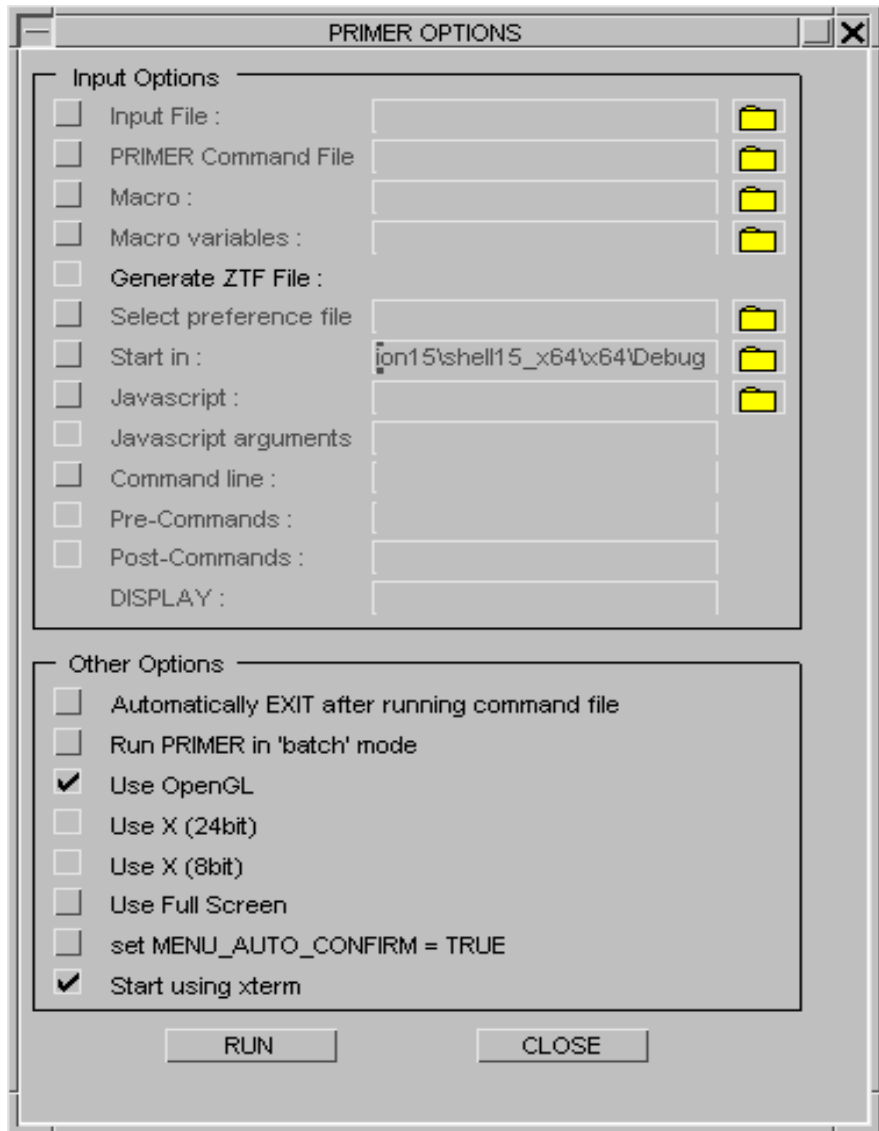 PRIMER OPTIONS
Input Options
Input File :
PRIMER Command File
Macro :
Macro variables :
Generate ZTF File :
Select preference file
Start in : ion15\shell15_x64\x64\Debug
Javascript :
Javascript arguments
Command line :
Pre-Commands :
Post-Commands :
DISPLAY :
Other Options
Automatically EXIT after running command file
Run PRIMER in 'batch' mode
Use OpenGL
Use X (24bit)
Use X (8bit)
Use Full Screen
set MENU_AUTO_CONFIRM = TRUE
Start using xterm
RUN CLOSE